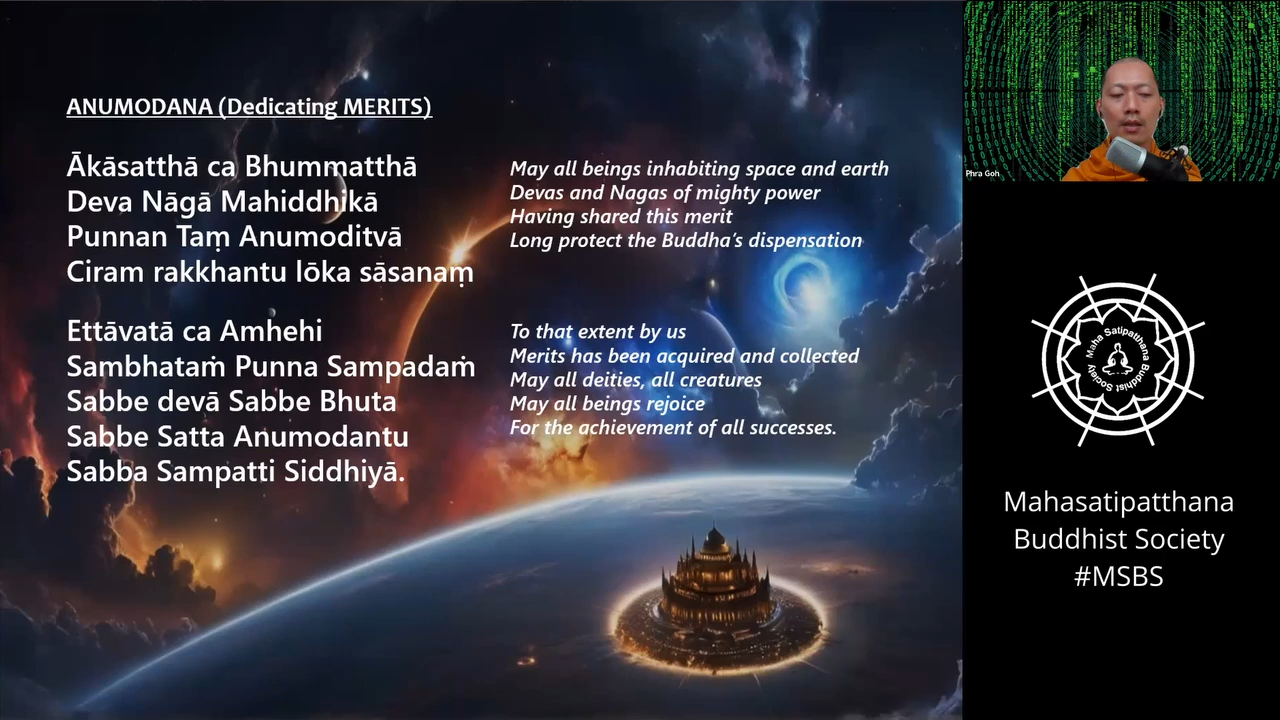 ANUMODANA (Dedicating MERITS)
Ākāsatthā ca Bhummatthā
Deva Nāgā Mahiddhikā
Punnan Taṃ Anumoditvā
Ciram rakkhantu lōka sāsanaṃ
May all beings inhabiting space and earth
Devas and Nagas of mighty power
Having shared this merit
Long protect the Buddha's dispensation
Ettāvatā ca Amhehi
Sambhataṁ Punna Sampadaṁ
Sabbe devā Sabbe Bhuta
Sabbe Satta Anumodantu
Sabba Sampatti Siddhiyā.
To that extent by us
Merits has been acquired and collected
May all deities, all creatures
May all beings rejoice
For the achievement of all successes.
Phra Goh
Maha Satipatthana
Buddhist Society
Mahasatipatthana
Buddhist Society
#MSBS